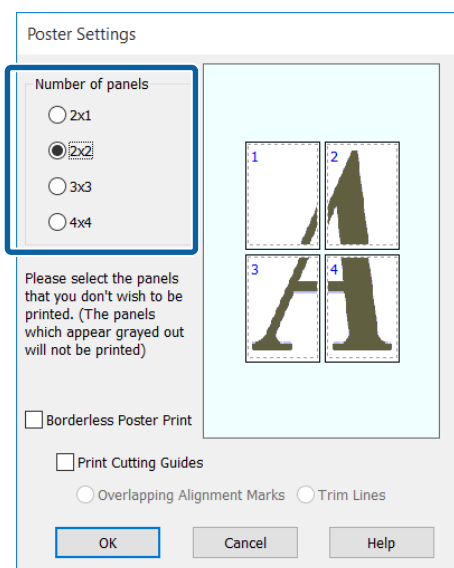 Poster Settings
Number of panels
2x1
2x2
3x3
4x4
1 2
3 4
Please select the panels
that you don't wish to be
printed. (The panels
which appear grayed out
will not be printed)
Borderless Poster Print
Print Cutting Guides
Overlapping Alignment Marks Trim Lines
OK Cancel Help